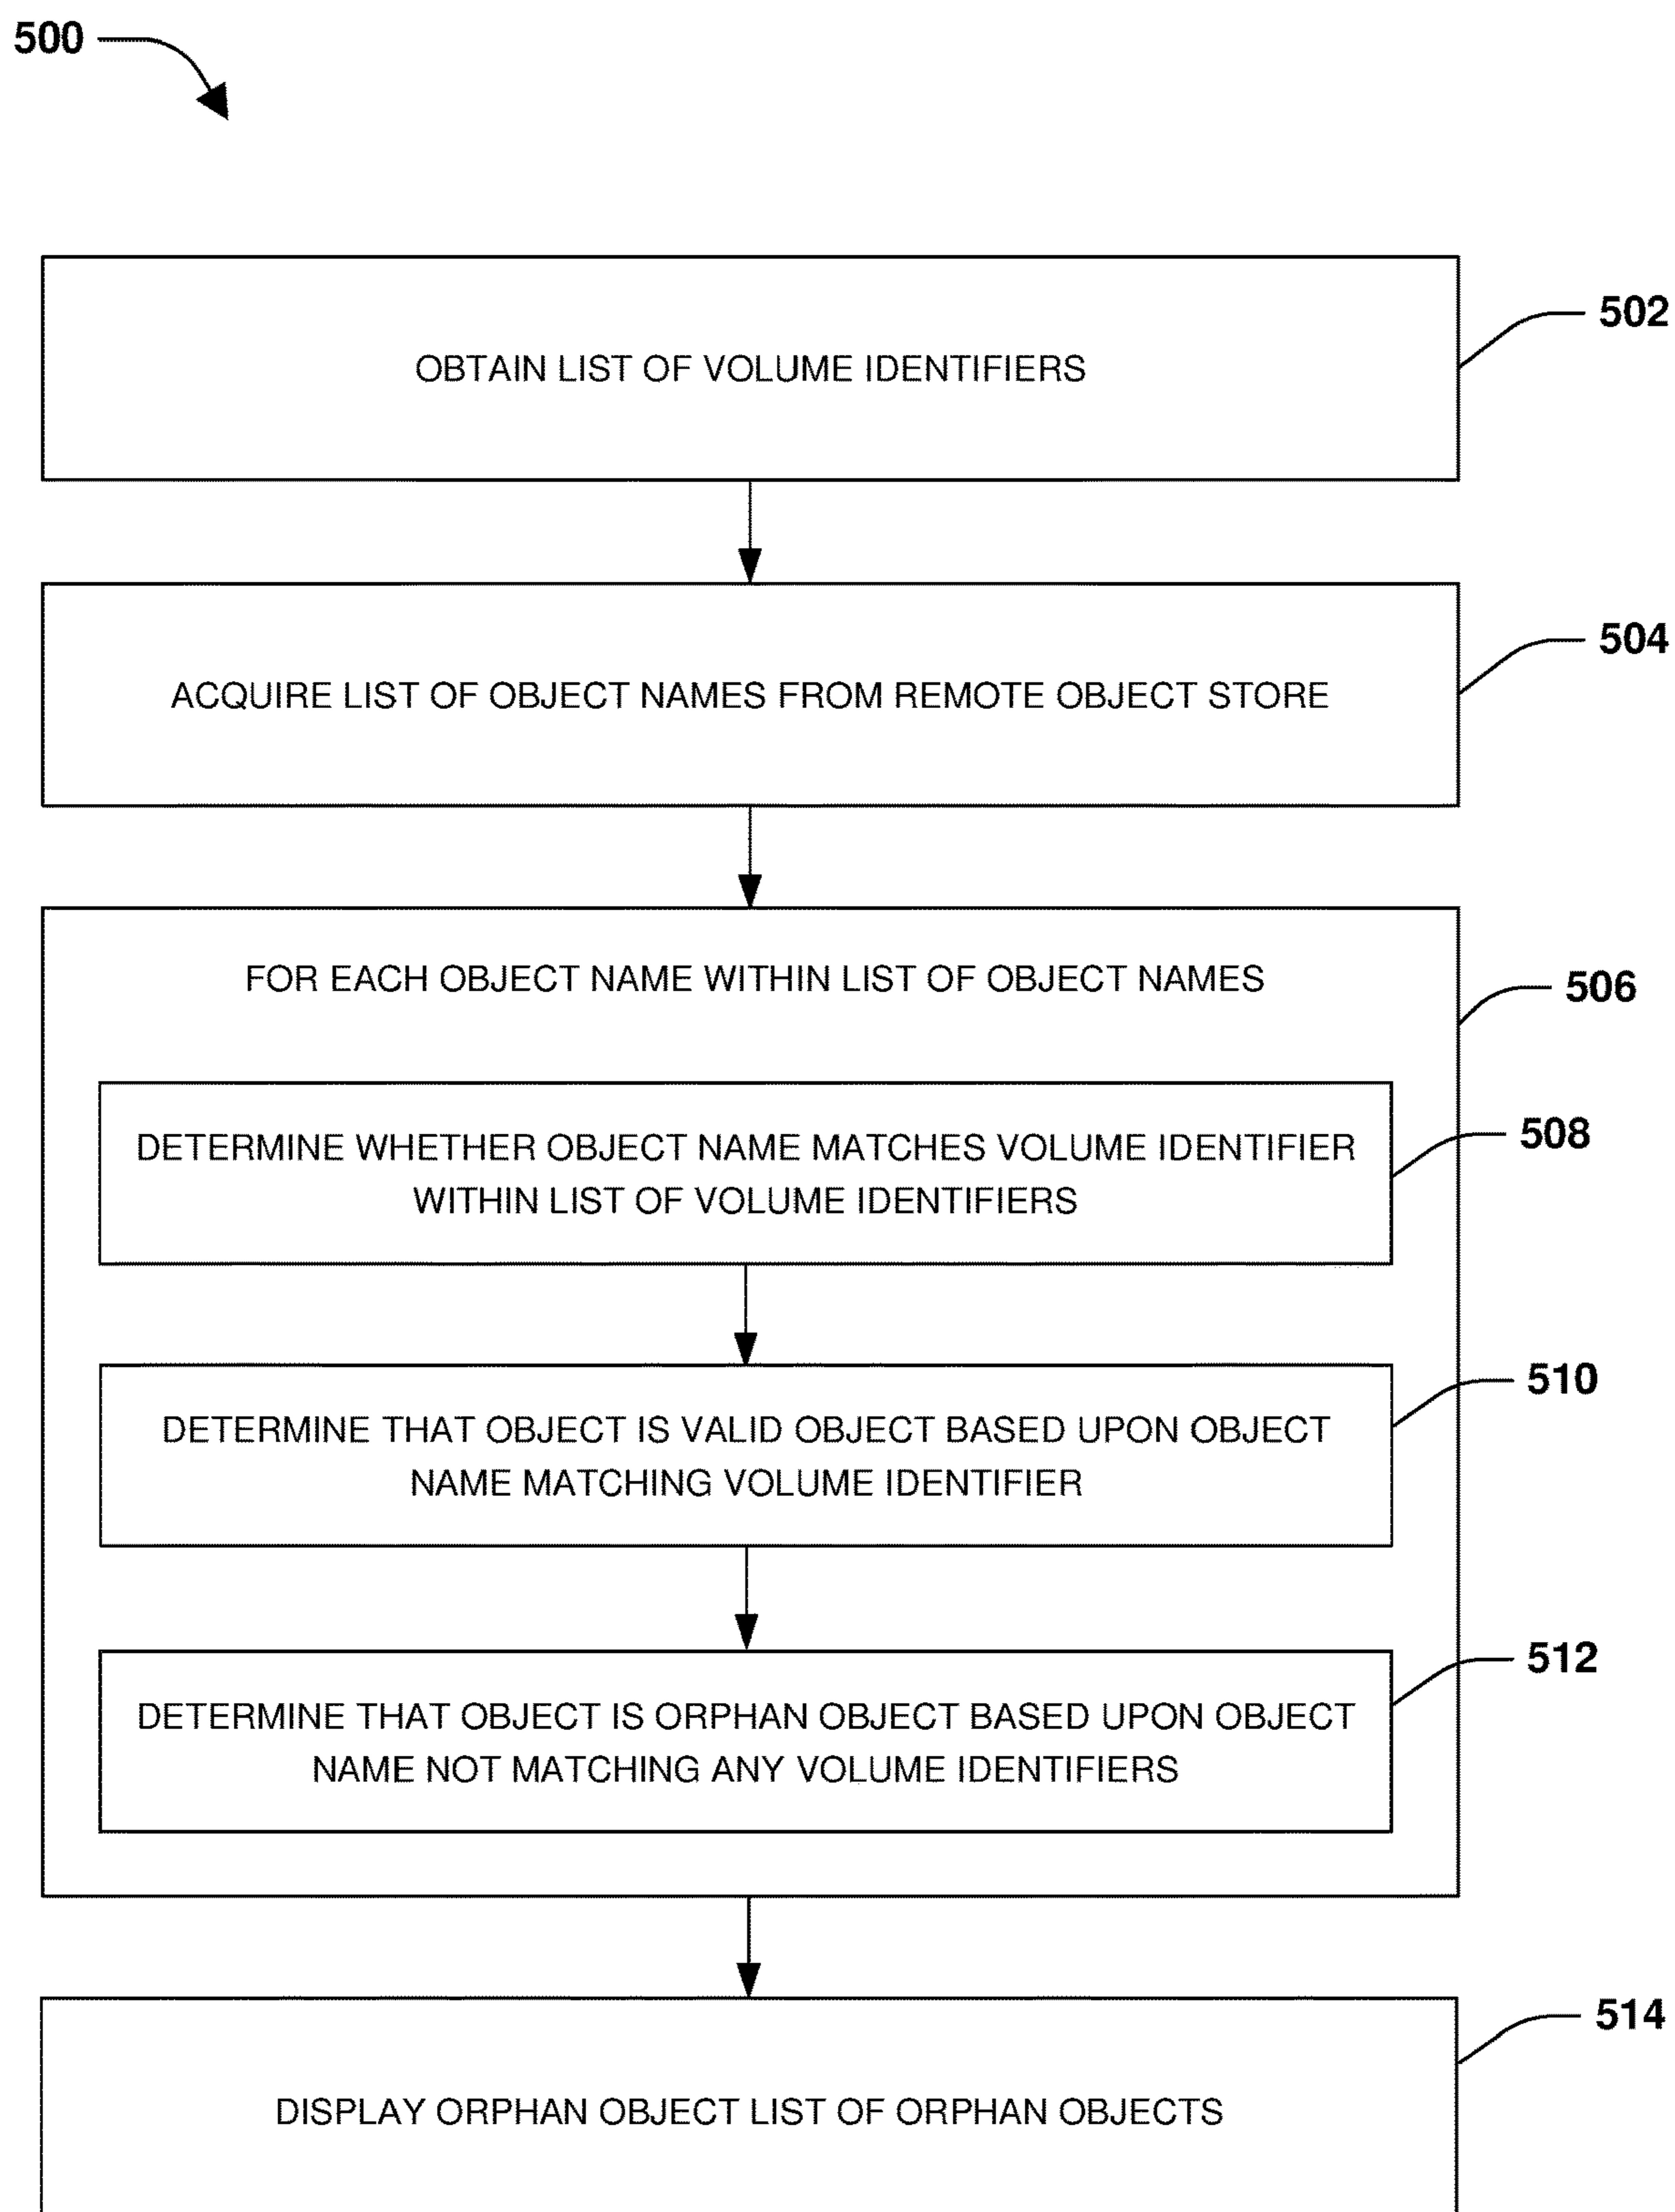 500
OBTAIN LIST OF VOLUME IDENTIFIERS
502
ACQUIRE LIST OF OBJECT NAMES FROM REMOTE OBJECT STORE
504
FOR EACH OBJECT NAME WITHIN LIST OF OBJECT NAMES
506
DETERMINE WHETHER OBJECT NAME MATCHES VOLUME IDENTIFIER
WITHIN LIST OF VOLUME IDENTIFIERS
508
DETERMINE THAT OBJECT IS VALID OBJECT BASED UPON OBJECT
NAME MATCHING VOLUME IDENTIFIER
510
DETERMINE THAT OBJECT IS ORPHAN OBJECT BASED UPON OBJECT
NAME NOT MATCHING ANY VOLUME IDENTIFIERS
512
DISPLAY ORPHAN OBJECT LIST OF ORPHAN OBJECTS
514